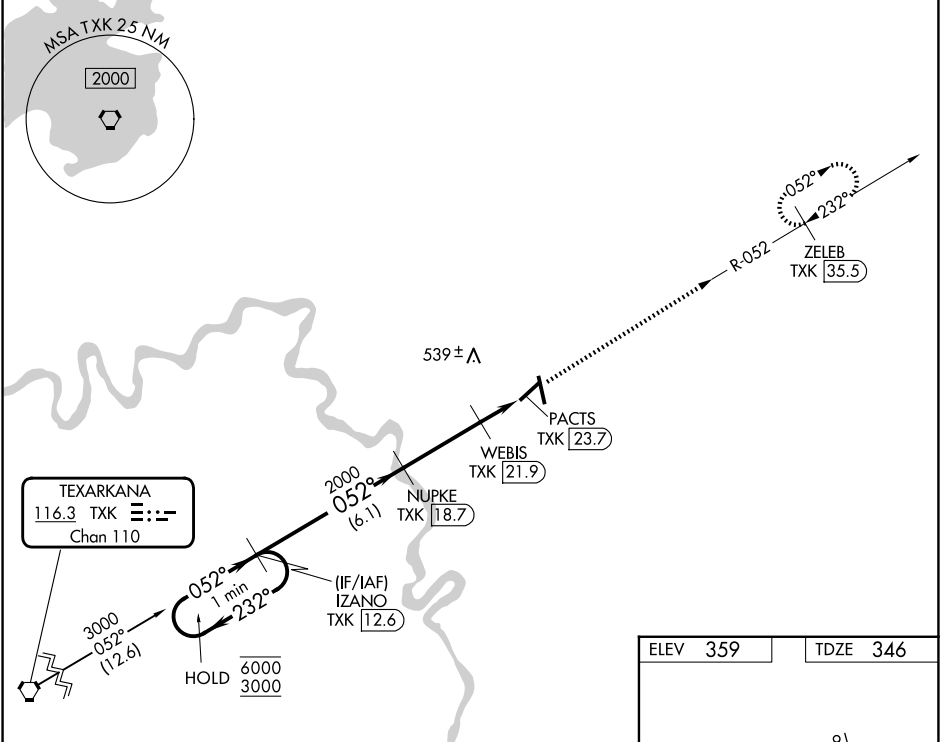 MSA TXK 25 NM
2000
052°
232°
R-052
ZELEB
TXK 35.5
539±
PACTS
TXK 23.7
WEBIS
TXK 21.9
2000
052°
(6.1)
NUPKE
TXK 18.7
TEXARKANA
116.3 TXK
Chan 110
052°
1 min
232°
(IF/IAF)
IZANO
TXK 12.6
3000
052°
(12.6)
HOLD
6000
3000
ELEV 359
TDZE 346